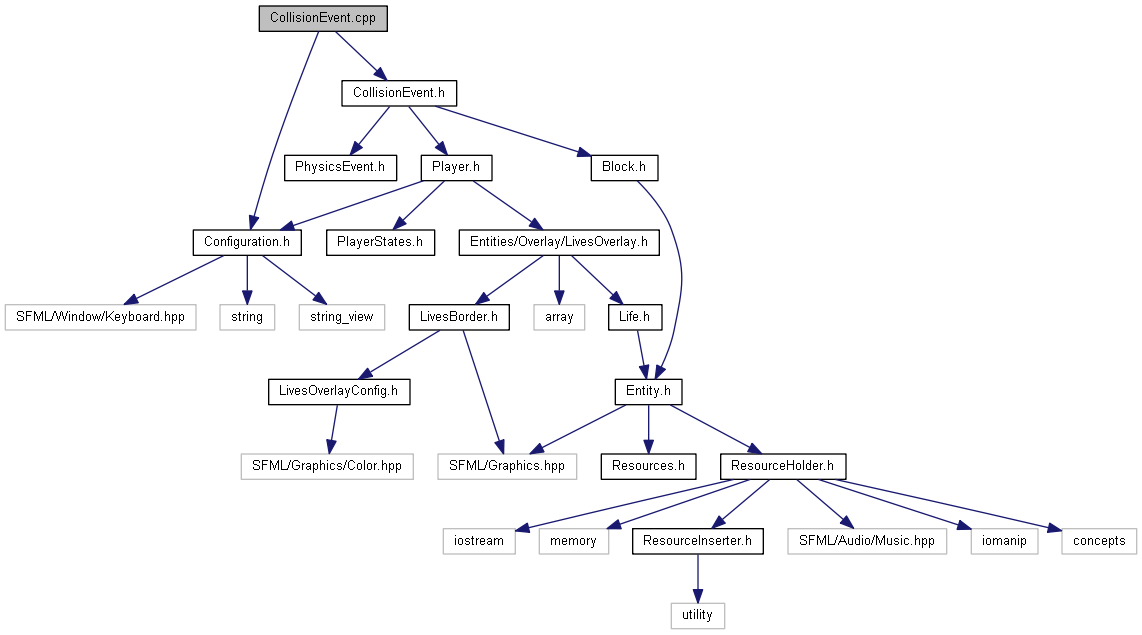 CollisionEvent.cpp
CollisionEvent.h
PhysicsEvent.h
Player.h
Block.h
Configuration.h
PlayerStates.h
Entities/Overlay/LivesOverlay.h
SFML/Window/Keyboard.hpp
string
string_view
LivesBorder.h
array
Life.h
LivesOverlayConfig.h
Entity.h
SFML/Graphics/Color.hpp
SFML/Graphics.hpp
Resources.h
ResourceHolder.h
iostream
memory
ResourceInserter.h
SFML/Audio/Music.hpp
iomanip
concepts
utility